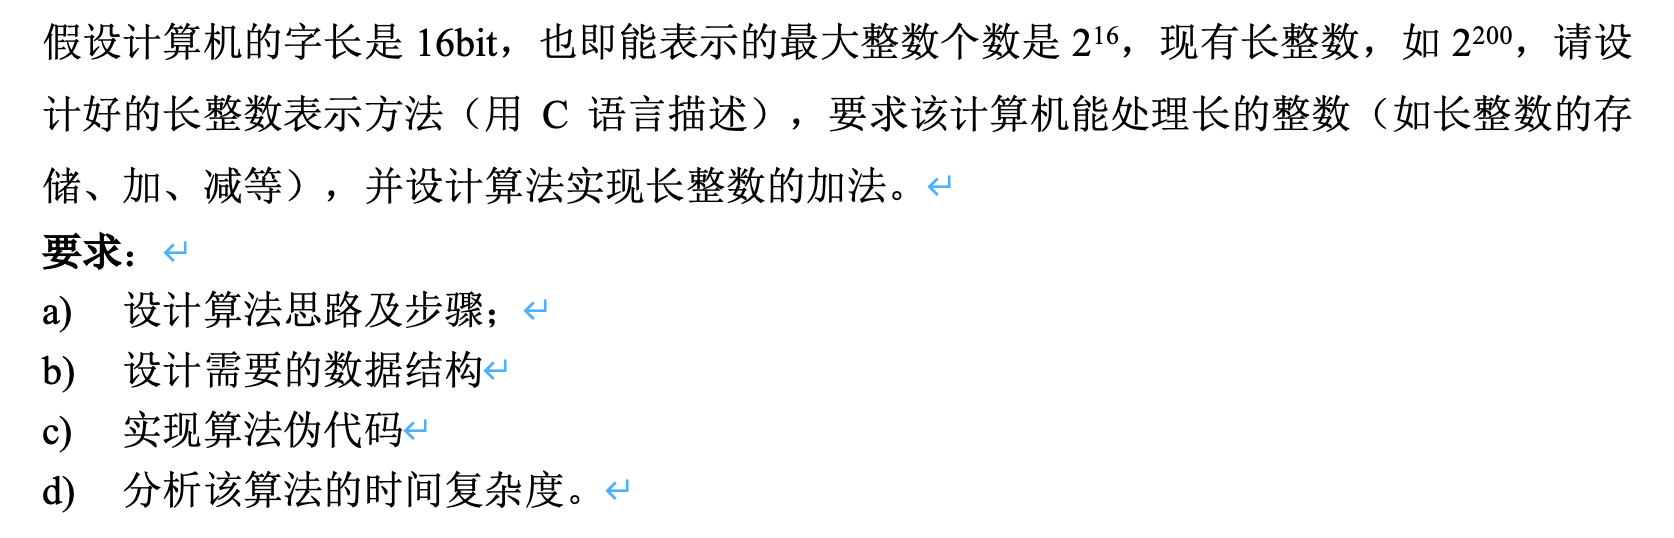 假设计算机的字长是 16bit，也即能表示的最大整数个数是 2¹⁶，现有长整数，如 2²⁰⁰，请设
计好的长整数表示方法（用 C 语言描述），要求该计算机能处理长的整数（如长整数的存
储、加、减等），并设计算法实现长整数的加法。↵
要求：↵
a) 设计算法思路及步骤；↵
b) 设计需要的数据结构↵
c) 实现算法伪代码↵
d) 分析该算法的时间复杂度。↵